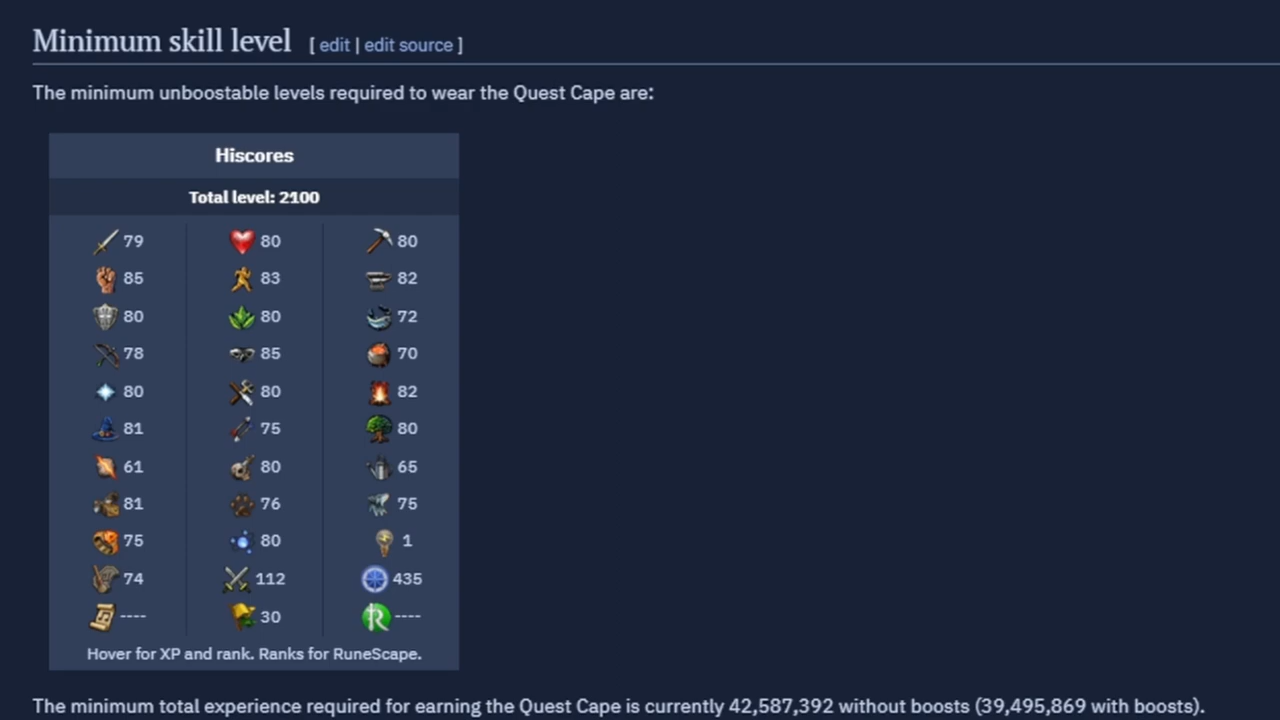 Minimum skill level [ edit | edit source ]
The minimum unboostable levels required to wear the Quest Cape are:
Hiscores
Total level: 2100
79 80 80
85 83 82
80 80 72
78 85 70
80 80 82
81 75 80
61 80 65
81 76 75
75 80 1
74 112 435
---- 30 ----
Hover for XP and rank. Ranks for RuneScape.
The minimum total experience required for earning the Quest Cape is currently 42,587,392 without boosts (39,495,869 with boosts).